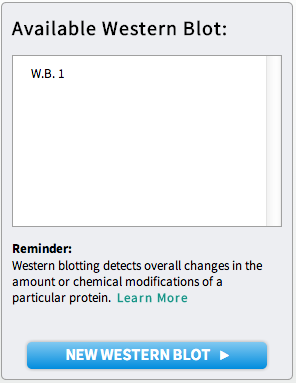 Available Western Blot:
W.B. 1
Reminder:
Western blotting detects overall changes in the
amount or chemical modifications of a
particular protein. Learn More
NEW WESTERN BLOT ►